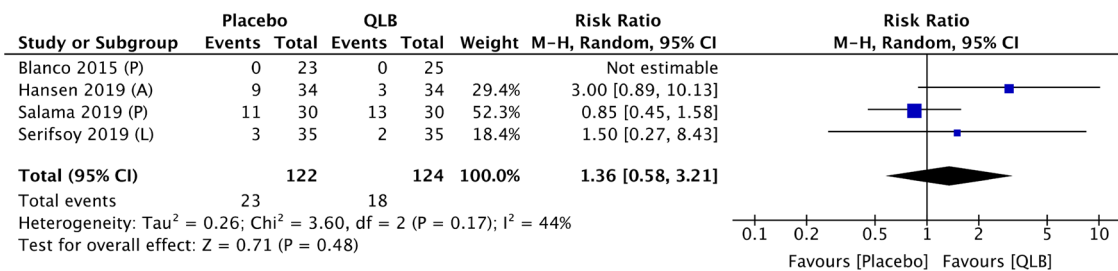 Placebo QLB Risk Ratio Risk Ratio
Study or Subgroup Events Total Events Total Weight M-H, Random, 95% CI M-H, Random, 95% CI
Blanco 2015 (P) 0 23 0 25 Not estimable
Hansen 2019 (A) 9 34 3 34 29.4% 3.00 [0.89, 10.13]
Salama 2019 (P) 11 30 13 30 52.3% 0.85 [0.45, 1.58]
Serifsoy 2019 (L) 3 35 2 35 18.4% 1.50 [0.27, 8.43]
Total (95% CI) 122 124 100.0% 1.36 [0.58, 3.21]
Total events 23 18
Heterogeneity: Tau² = 0.26; Chi² = 3.60, df = 2 (P = 0.17); I² = 44%
Test for overall effect: Z = 0.71 (P = 0.48)
0.1 0.2 0.5 1 2 5 10
Favours [Placebo] Favours [QLB]